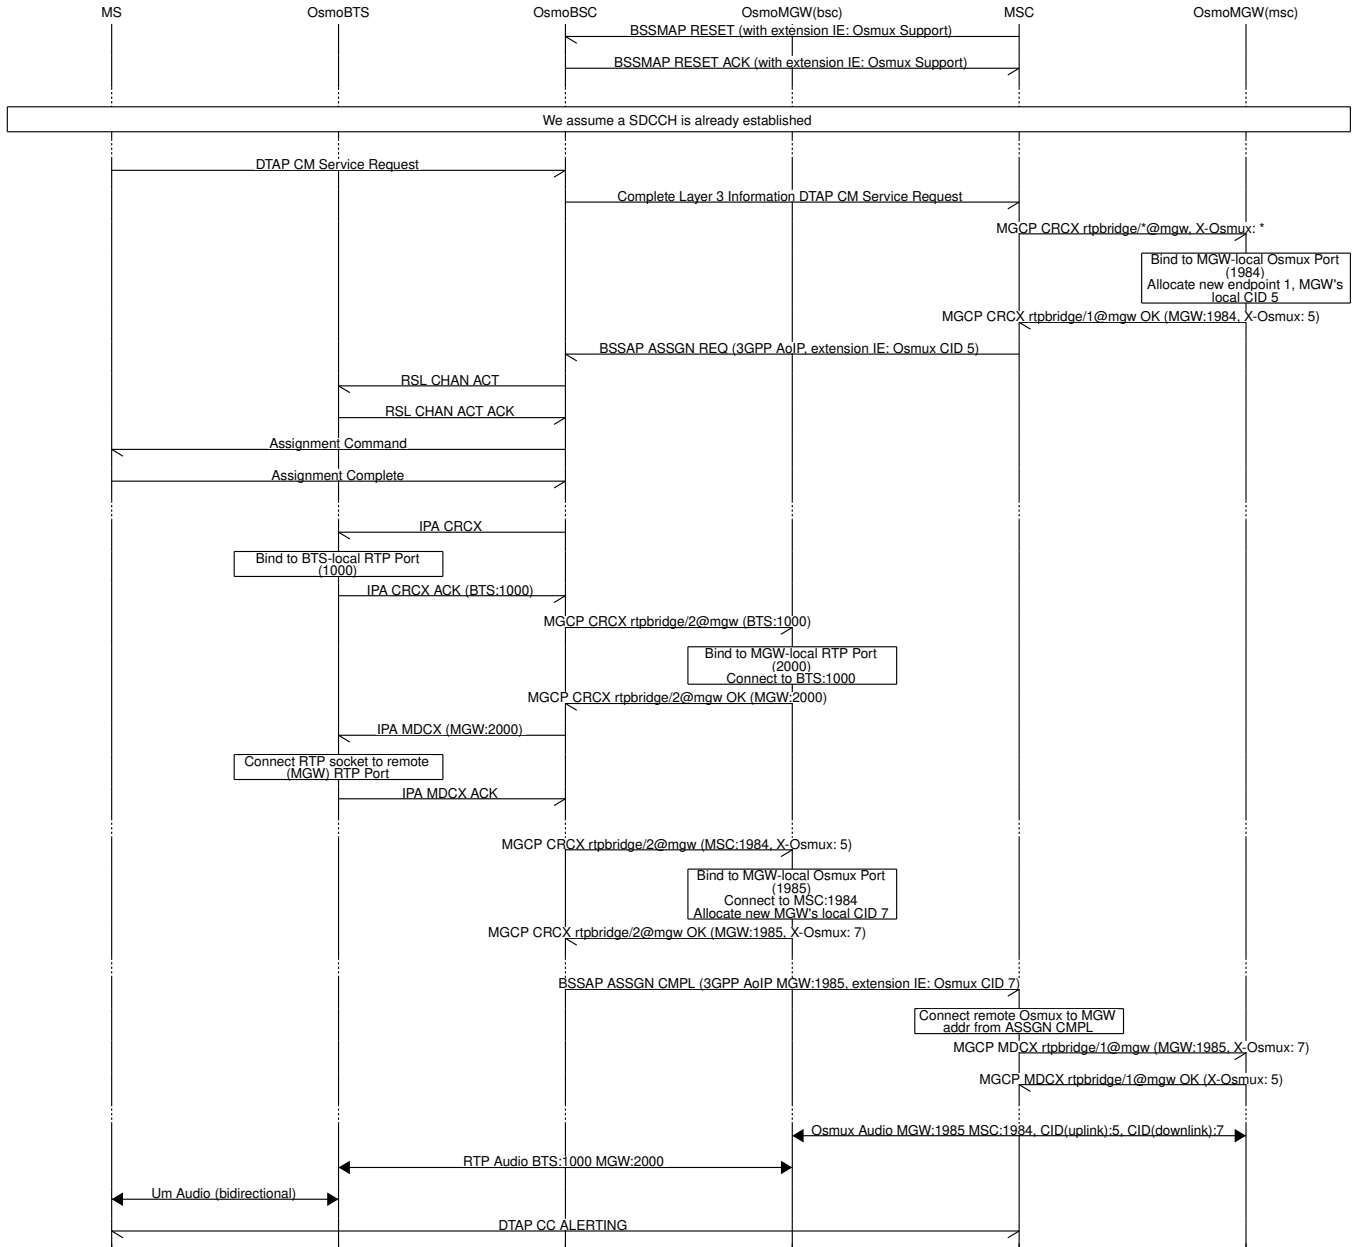 MS OsmoBTS OsmoBSC OsmoMGW(bsc) MSC OsmoMGW(msc)
BSSMAP RESET (with extension IE: Osmux Support)
BSSMAP RESET ACK (with extension IE: Osmux Support)
We assume a SDCCH is already established
DTAP CM Service Request
Complete Layer 3 Information DTAP CM Service Request
MGCP CRCX rtpbridge/*@mgw, X-Osmux: *
Bind to MGW-local Osmux Port
(1984)
Allocate new endpoint 1, MGW's
local CID 5
MGCP CRCX rtpbridge/1@mgw OK (MGW:1984, X-Osmux: 5)
BSSAP ASSGN REQ (3GPP AoIP, extension IE: Osmux CID 5)
RSL CHAN ACT
RSL CHAN ACT ACK
Assignment Command
Assignment Complete
IPA CRCX
Bind to BTS-local RTP Port
(1000)
IPA CRCX ACK (BTS:1000)
MGCP CRCX rtpbridge/2@mgw (BTS:1000)
Bind to MGW-local RTP Port
(2000)
Connect to BTS:1000
MGCP CRCX rtpbridge/2@mgw OK (MGW:2000)
IPA MDCX (MGW:2000)
Connect RTP socket to remote
(MGW) RTP Port
IPA MDCX ACK
MGCP CRCX rtpbridge/2@mgw (MSC:1984, X-Osmux: 5)
Bind to MGW-local Osmux Port
(1985)
Connect to MSC:1984
Allocate new MGW's local CID 7
MGCP CRCX rtpbridge/2@mgw OK (MGW:1985, X-Osmux: 7)
BSSAP ASSGN CMPL (3GPP AoIP MGW:1985, extension IE: Osmux CID 7)
Connect remote Osmux to MGW
addr from ASSGN CMPL
MGCP MDCX rtpbridge/1@mgw (MGW:1985, X-Osmux: 7)
MGCP MDCX rtpbridge/1@mgw OK (X-Osmux: 5)
Osmux Audio MGW:1985 MSC:1984, CID(uplink):5, CID(downlink):7
RTP Audio BTS:1000 MGW:2000
Um Audio (bidirectional)
DTAP CC ALERTING